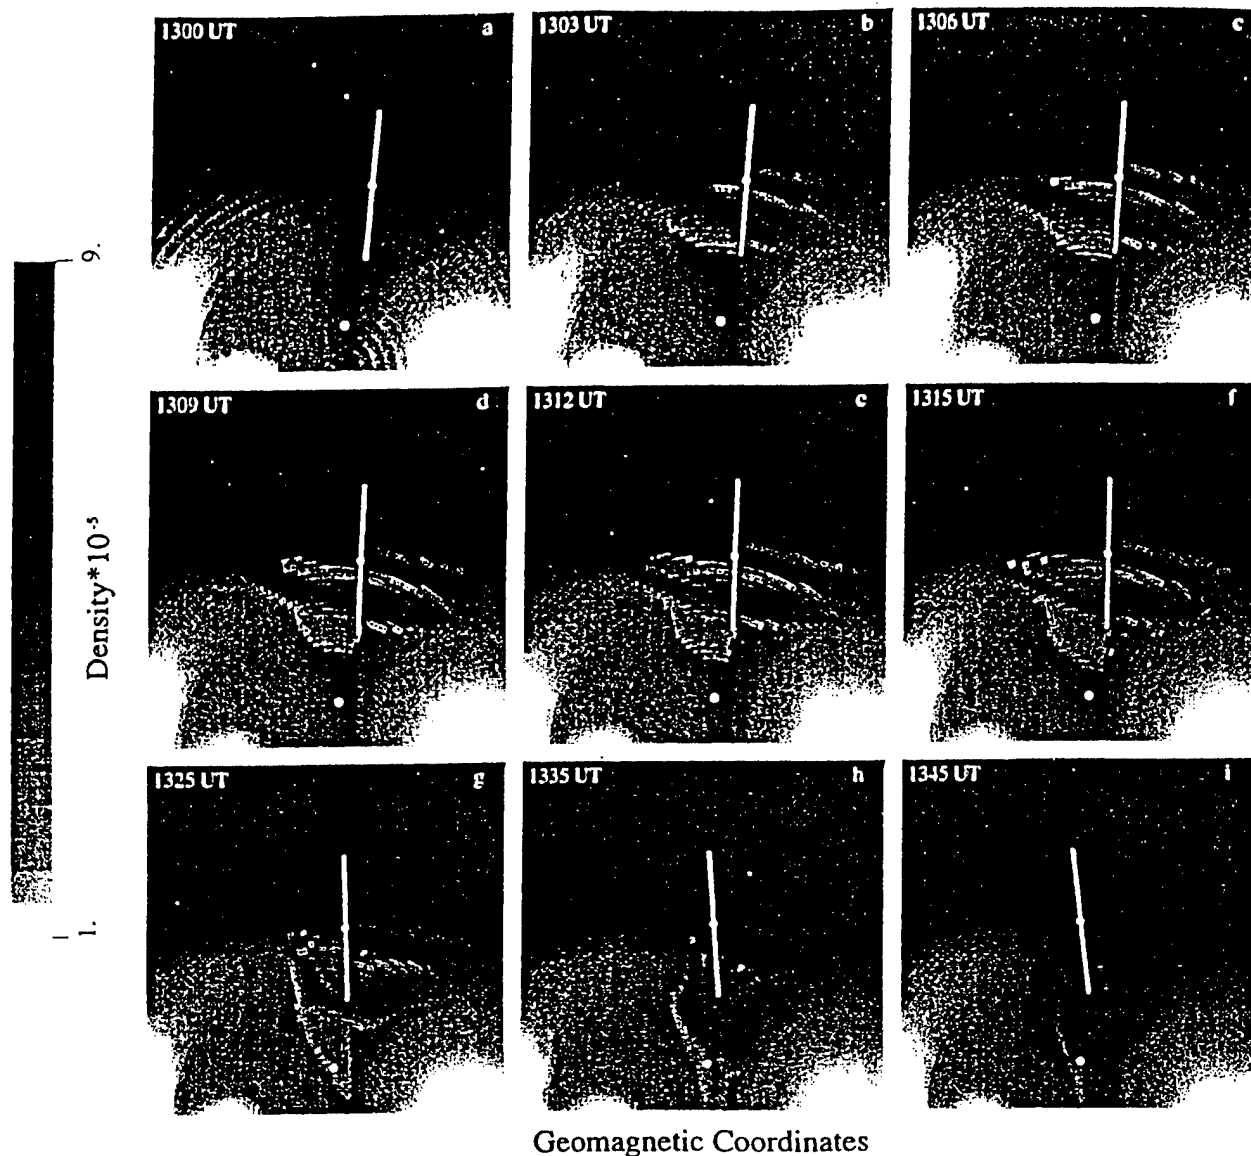 1300 UT a
1303 UT b
1306 UT c
9.
Density*10⁻⁵
1.
1309 UT d
1312 UT e
1315 UT f
1325 UT g
1335 UT h
1345 UT i
Geomagnetic Coordinates